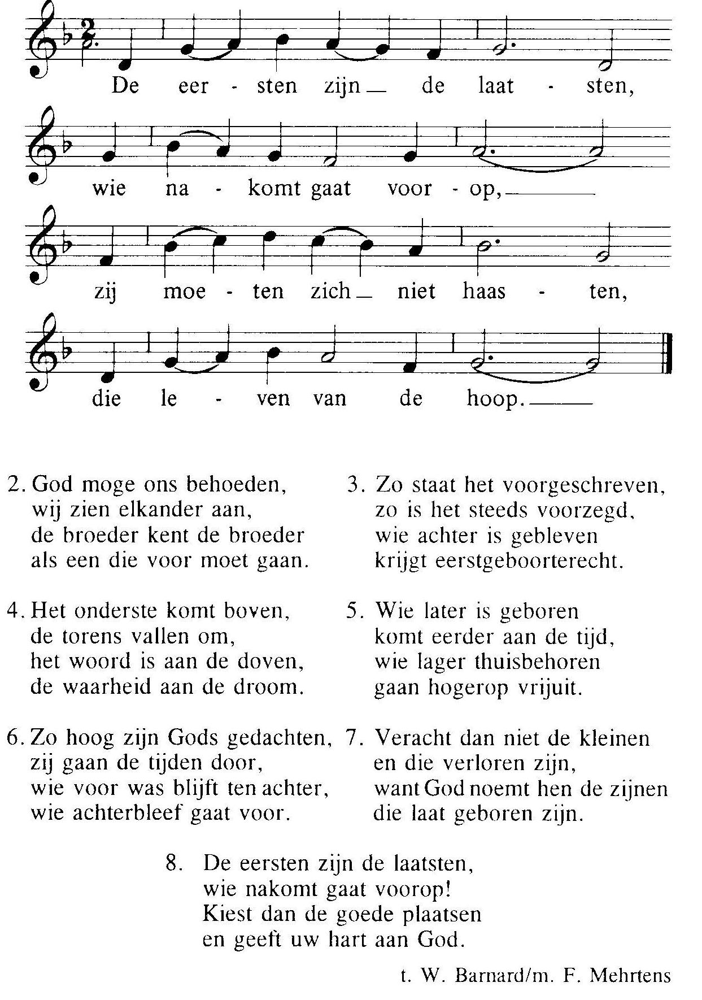 De eer - sten zijn de laat - sten,
wie na - komt gaat voor - op,
zij moe - ten zich niet haas - ten,
die le - ven van de hoop.
2. God moge ons behoeden,
wij zien elkander aan,
de broeder kent de broeder
als een die voor moet gaan.
3. Zo staat het voorgeschreven,
zo is het steeds voorzegd,
wie achter is gebleven
krijgt eerstgeboorterecht.
4. Het onderste komt boven,
de torens vallen om,
het woord is aan de doven,
de waarheid aan de droom.
5. Wie later is geboren
komt eerder aan de tijd,
wie lager thuisbehoren
gaan hogerop vrijuit.
6. Zo hoog zijn Gods gedachten,
zij gaan de tijden door,
wie voor was blijft ten achter,
wie achterbleef gaat voor.
7. Veracht dan niet de kleinen
en die verloren zijn,
want God noemt hen de zijnen
die laat geboren zijn.
8. De eersten zijn de laatsten,
wie nakomt gaat voorop!
Kiest dan de goede plaatsen
en geeft uw hart aan God.
t. W. Barnard/m. F. Mehrtens